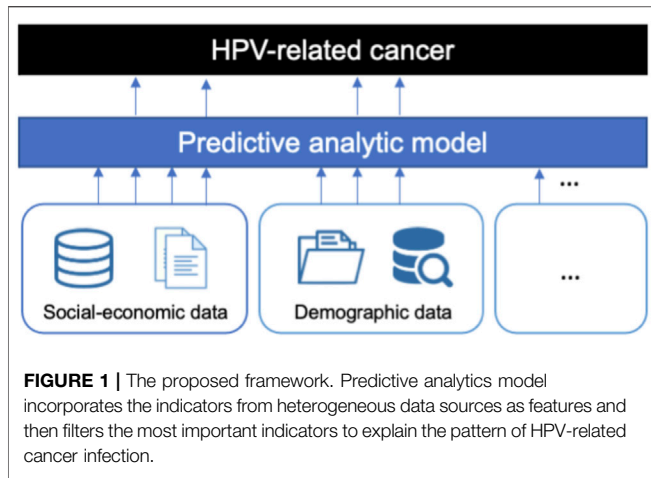 HPV-related cancer
Predictive analytic model
...
Social-economic data
Demographic data
...
FIGURE 1 | The proposed framework. Predictive analytics model
incorporates the indicators from heterogeneous data sources as features and
then filters the most important indicators to explain the pattern of HPV-related
cancer infection.